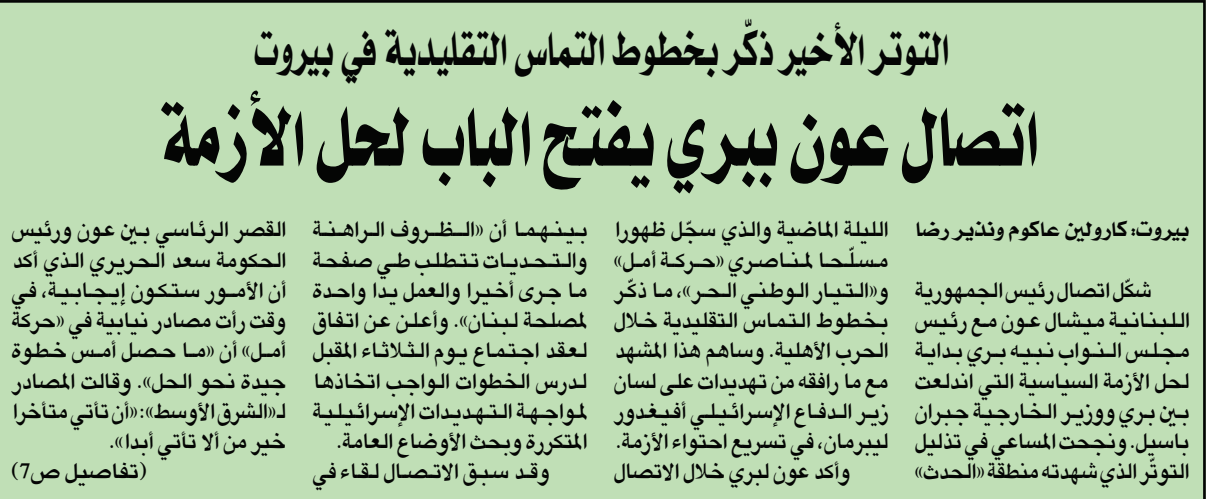 التوتر الأخير ذكّر بخطوط التماس التقليدية في بيروت
اتصال عون ببري يفتح الباب لحل الأزمة
بيروت: كارولين عاكوم ونذير رضا
شكّل اتصال رئيس الجمهورية
اللبنانية ميشال عون مع رئيس
مجلس النواب نبيه بري بداية
لحل الأزمة السياسية التي اندلعت
بين بري ووزير الخارجية جبران
باسيل. ونجحت المساعي في تذليل
التوتّر الذي شهدته منطقة «الحدث»
الليلة الماضية والذي سجّل ظهورا
مسلّحا لمناصري «حركة أمل»
و«التيار الوطني الحر»، ما ذكّر
بخطوط التماس التقليدية خلال
الحرب الأهلية. وساهم هذا المشهد
مع ما رافقه من تهديدات على لسان
زير الدفاع الإسرائيلي أفيغدور
ليبرمان، في تسريع احتواء الأزمة.
وأكد عون لبري خلال الاتصال
بينهما أن «الظروف الراهنة
والتحديات تتطلب طي صفحة
ما جرى أخيرا والعمل يدا واحدة
لمصلحة لبنان». وأعلن عن اتفاق
لعقد اجتماع يوم الثلاثاء المقبل
لدرس الخطوات الواجب اتخاذها
لمواجهة التهديدات الإسرائيلية
المتكررة وبحث الأوضاع العامة.
وقد سبق الاتصال لقاء في
القصر الرئاسي بين عون ورئيس
الحكومة سعد الحريري الذي أكد
أن الأمور ستكون إيجابية، في
وقت رأت مصادر نيابية في «حركة
أمل» أن «ما حصل أمس خطوة
جيدة نحو الحل». وقالت المصادر
لـ«الشرق الأوسط»:«أن تأتي متأخرا
خير من ألا تأتي أبدا».
(تفاصيل ص7)